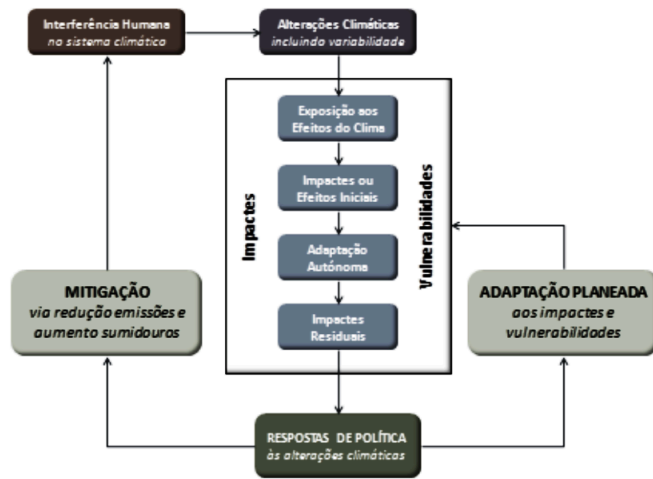 Interferência Humana
no sistema climático
Alterações Climáticas
incluindo variabilidade
Exposição aos
Efeitos do Clima
Impactes ou
Efeitos Iniciais
Adaptação
Autónoma
Impactes
Residuais
Impactes
Vulnerabilidades
MITIGAÇÃO
via redução emissões e
aumento sumidouros
ADAPTAÇÃO PLANEADA
aos impactes e
vulnerabilidades
RESPOSTAS DE POLÍTICA
às alterações climáticas